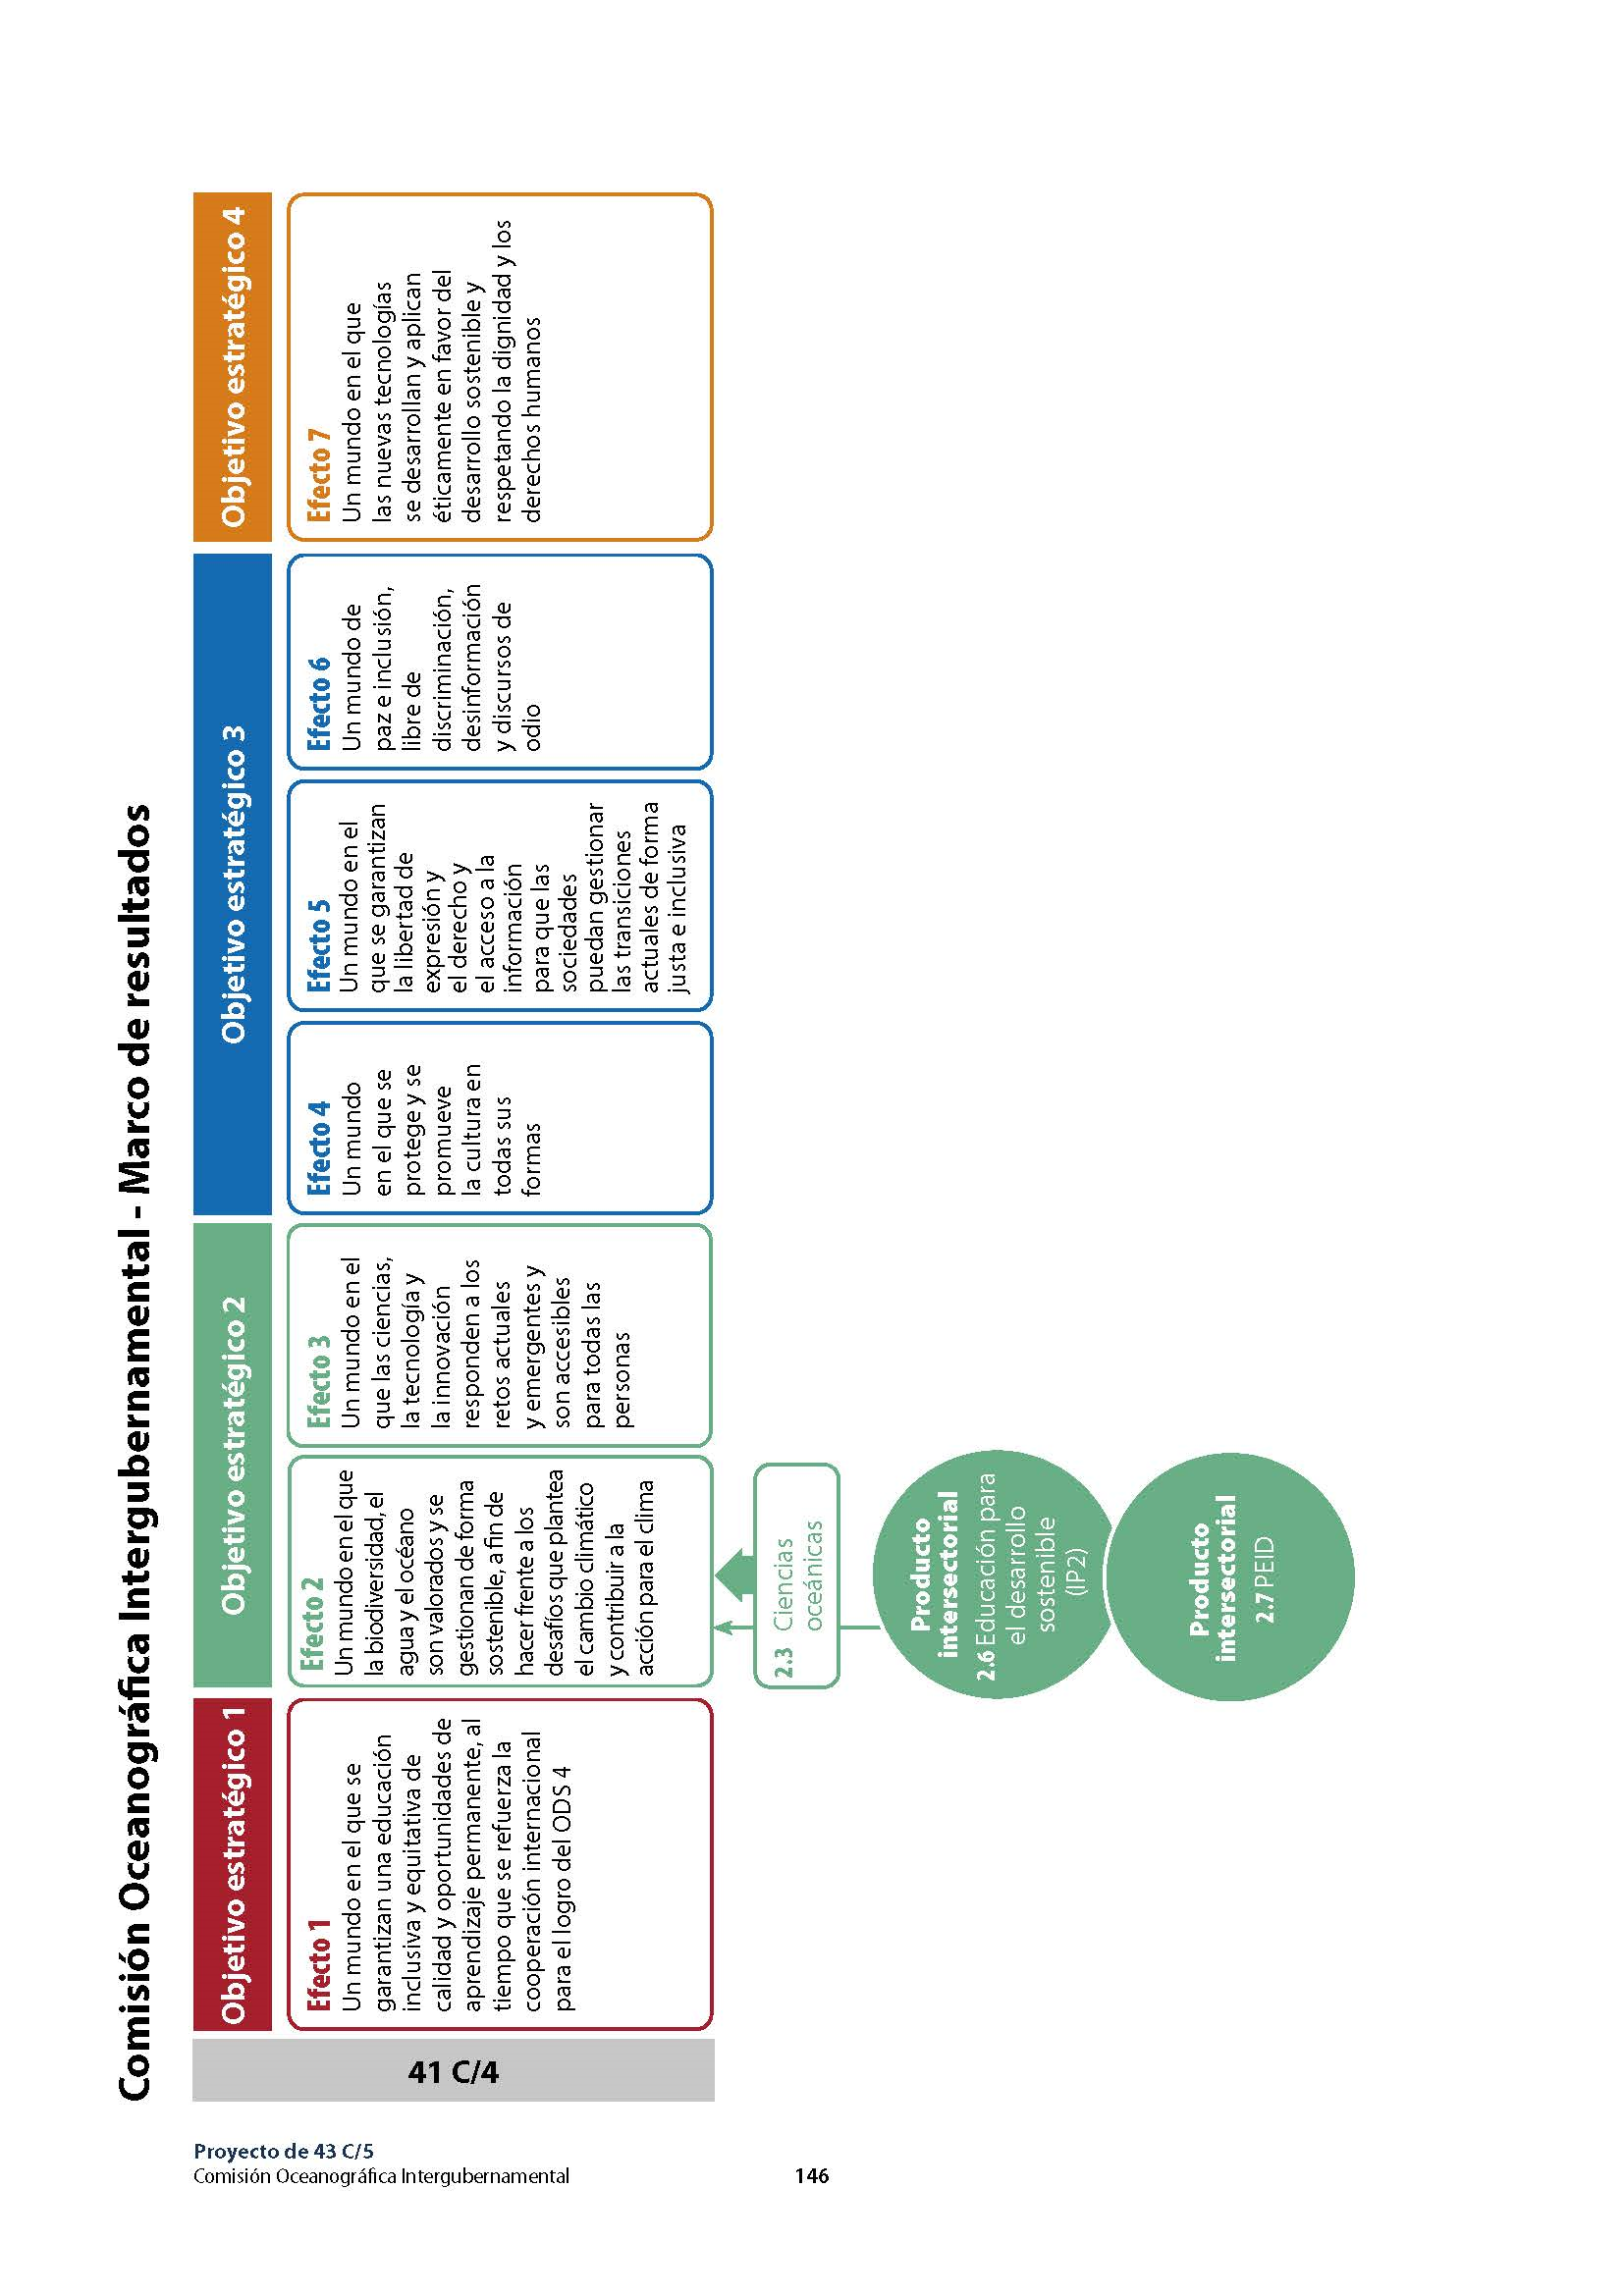 Comisión Oceanográfica Intergubernamental - Marco de resultados
41 C/4
Objetivo estratégico 1
Efecto 1
Un mundo en el que se
garantizan una educación
inclusiva y equitativa de
calidad y oportunidades de
aprendizaje permanente, al
tiempo que se refuerza la
cooperación internacional
para el logro del ODS 4
Objetivo estratégico 2
Efecto 2
Un mundo en el que
la biodiversidad, el
agua y el océano
son valorados y se
gestionan de forma
sostenible, a fin de
hacer frente a los
desafíos que plantea
el cambio climático
y contribuir a la
acción para el clima
Efecto 3
Un mundo en el
que las ciencias,
la tecnología y
la innovación
responden a los
retos actuales
y emergentes y
son accesibles
para todas las
personas
Objetivo estratégico 3
Efecto 4
Un mundo
en el que se
protege y se
promueve
la cultura en
todas sus
formas
Efecto 5
Un mundo en el
que se garantizan
la libertad de
expresión y
el derecho y
el acceso a la
información
para que las
sociedades
puedan gestionar
las transiciones
actuales de forma
justa e inclusiva
Efecto 6
Un mundo de
paz e inclusión,
libre de
discriminación,
desinformación
y discursos de
odio
Objetivo estratégico 4
Efecto 7
Un mundo en el que
las nuevas tecnologías
se desarrollan y aplican
éticamente en favor del
desarrollo sostenible y
respetando la dignidad y los
derechos humanos
2.3 Ciencias
oceánicas
Producto
intersectorial
2.6 Educación para
el desarrollo
sostenible
(IP2)
Producto
intersectorial
2.7 PEID
Proyecto de 43 C/5
Comisión Oceanográfica Intergubernamental
146